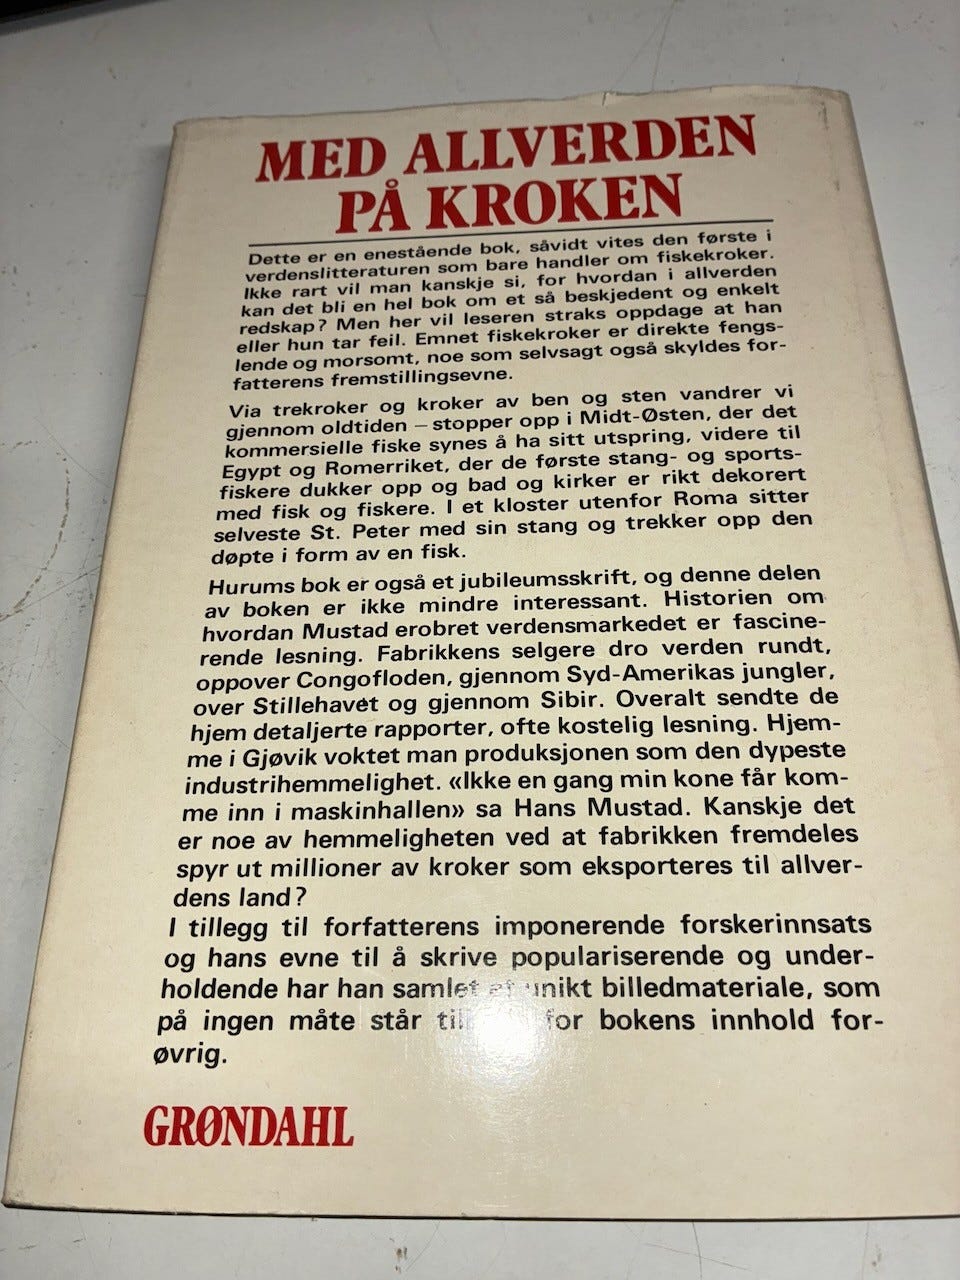 MED ALLVERDEN
PÅ KROKEN
Dette er en enestående bok, såvidt vites den første i
verdenslitteraturen som bare handler om fiskekroker.
Ikke rart vil man kanskje si, for hvordan i allverden
kan det bli en hel bok om et så beskjedent og enkelt
redskap? Men her vil leseren straks oppdage at han
eller hun tar feil. Emnet fiskekroker er direkte fengs-
lende og morsomt, noe som selvsagt også skyldes for-
fatterens fremstillingsevne.
Via trekroker og kroker av ben og sten vandrer vi
gjennom oldtiden – stopper opp i Midt-Østen, der det
kommersielle fiske synes å ha sitt utspring, videre til
Egypt og Romerriket, der de første stang- og sports-
fiskere dukker opp og bad og kirker er rikt dekorert
med fisk og fiskere. I et kloster utenfor Roma sitter
selveste St. Peter med sin stang og trekker opp den
døpte i form av en fisk.
Hurums bok er også et jubileumsskrift, og denne delen
av boken er ikke mindre interessant. Historien om
hvordan Mustad erobret verdensmarkedet er fascine-
rende lesning. Fabrikkens selgere dro verden rundt,
oppover Congofloden, gjennom Syd-Amerikas jungler,
over Stillehavet og gjennom Sibir. Overalt sendte de
hjem detaljerte rapporter, ofte kostelig lesning. Hjem-
me i Gjøvik voktet man produksjonen som den dypeste
industrihemmelighet. «Ikke en gang min kone får kom-
me inn i maskinhallen» sa Hans Mustad. Kanskje det
er noe av hemmeligheten ved at fabrikken fremdeles
spyr ut millioner av kroker som eksporteres til allver-
dens land?
I tillegg til forfatterens imponerende forskerinnsats
og hans evne til å skrive populariserende og under-
holdende har han samlet et unikt billedmateriale, som
på ingen måte står for bokens innhold for-
øvrig.
GRØNDAHL